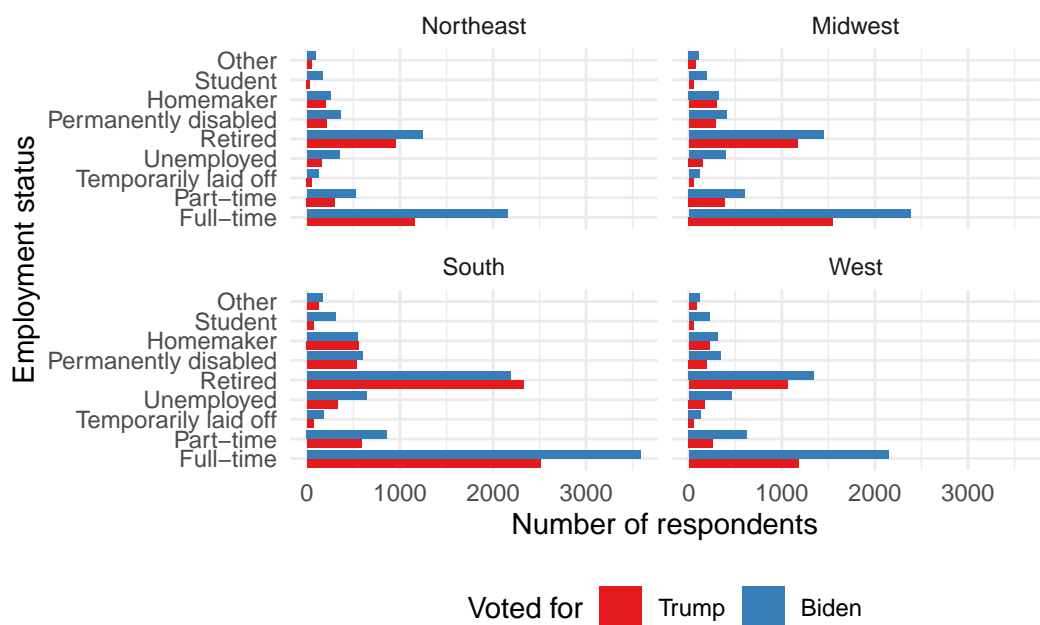 Northeast
Midwest
Other
Student
Homemaker
Permanently disabled
Retired
Unemployed
Temporarily laid off
Part−time
Full−time
South
West
Other
Student
Homemaker
Permanently disabled
Retired
Unemployed
Temporarily laid off
Part−time
Full−time
0 1000 2000 3000
0 1000 2000 3000
Number of respondents
Employment status
Voted for Trump Biden